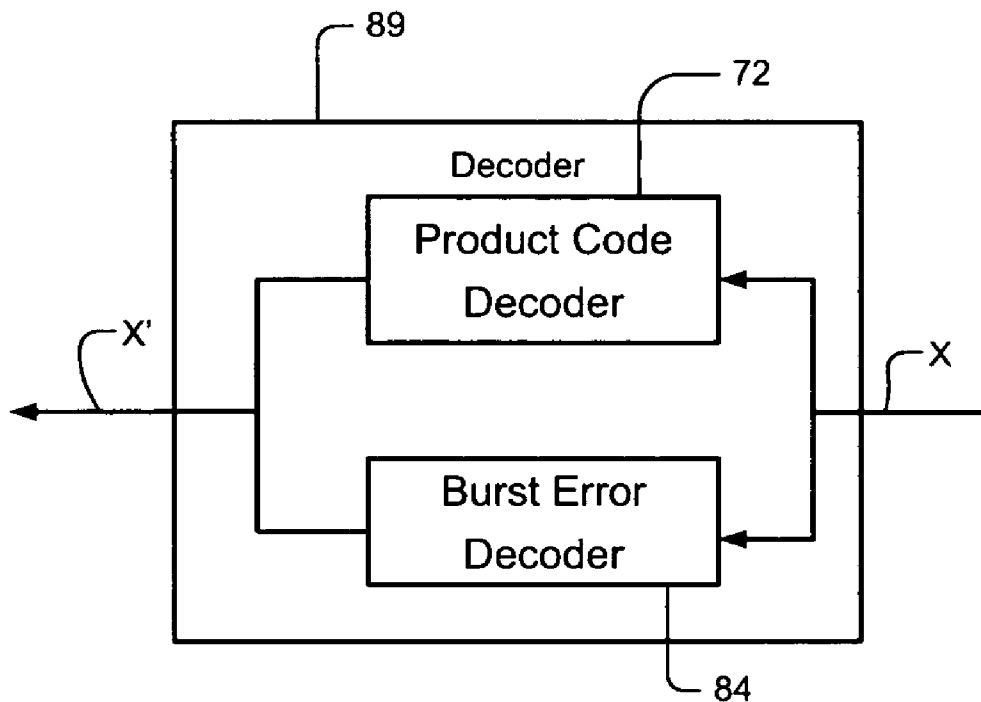 89
72
Decoder
Product Code
Decoder
X’
X
Burst Error
Decoder
84